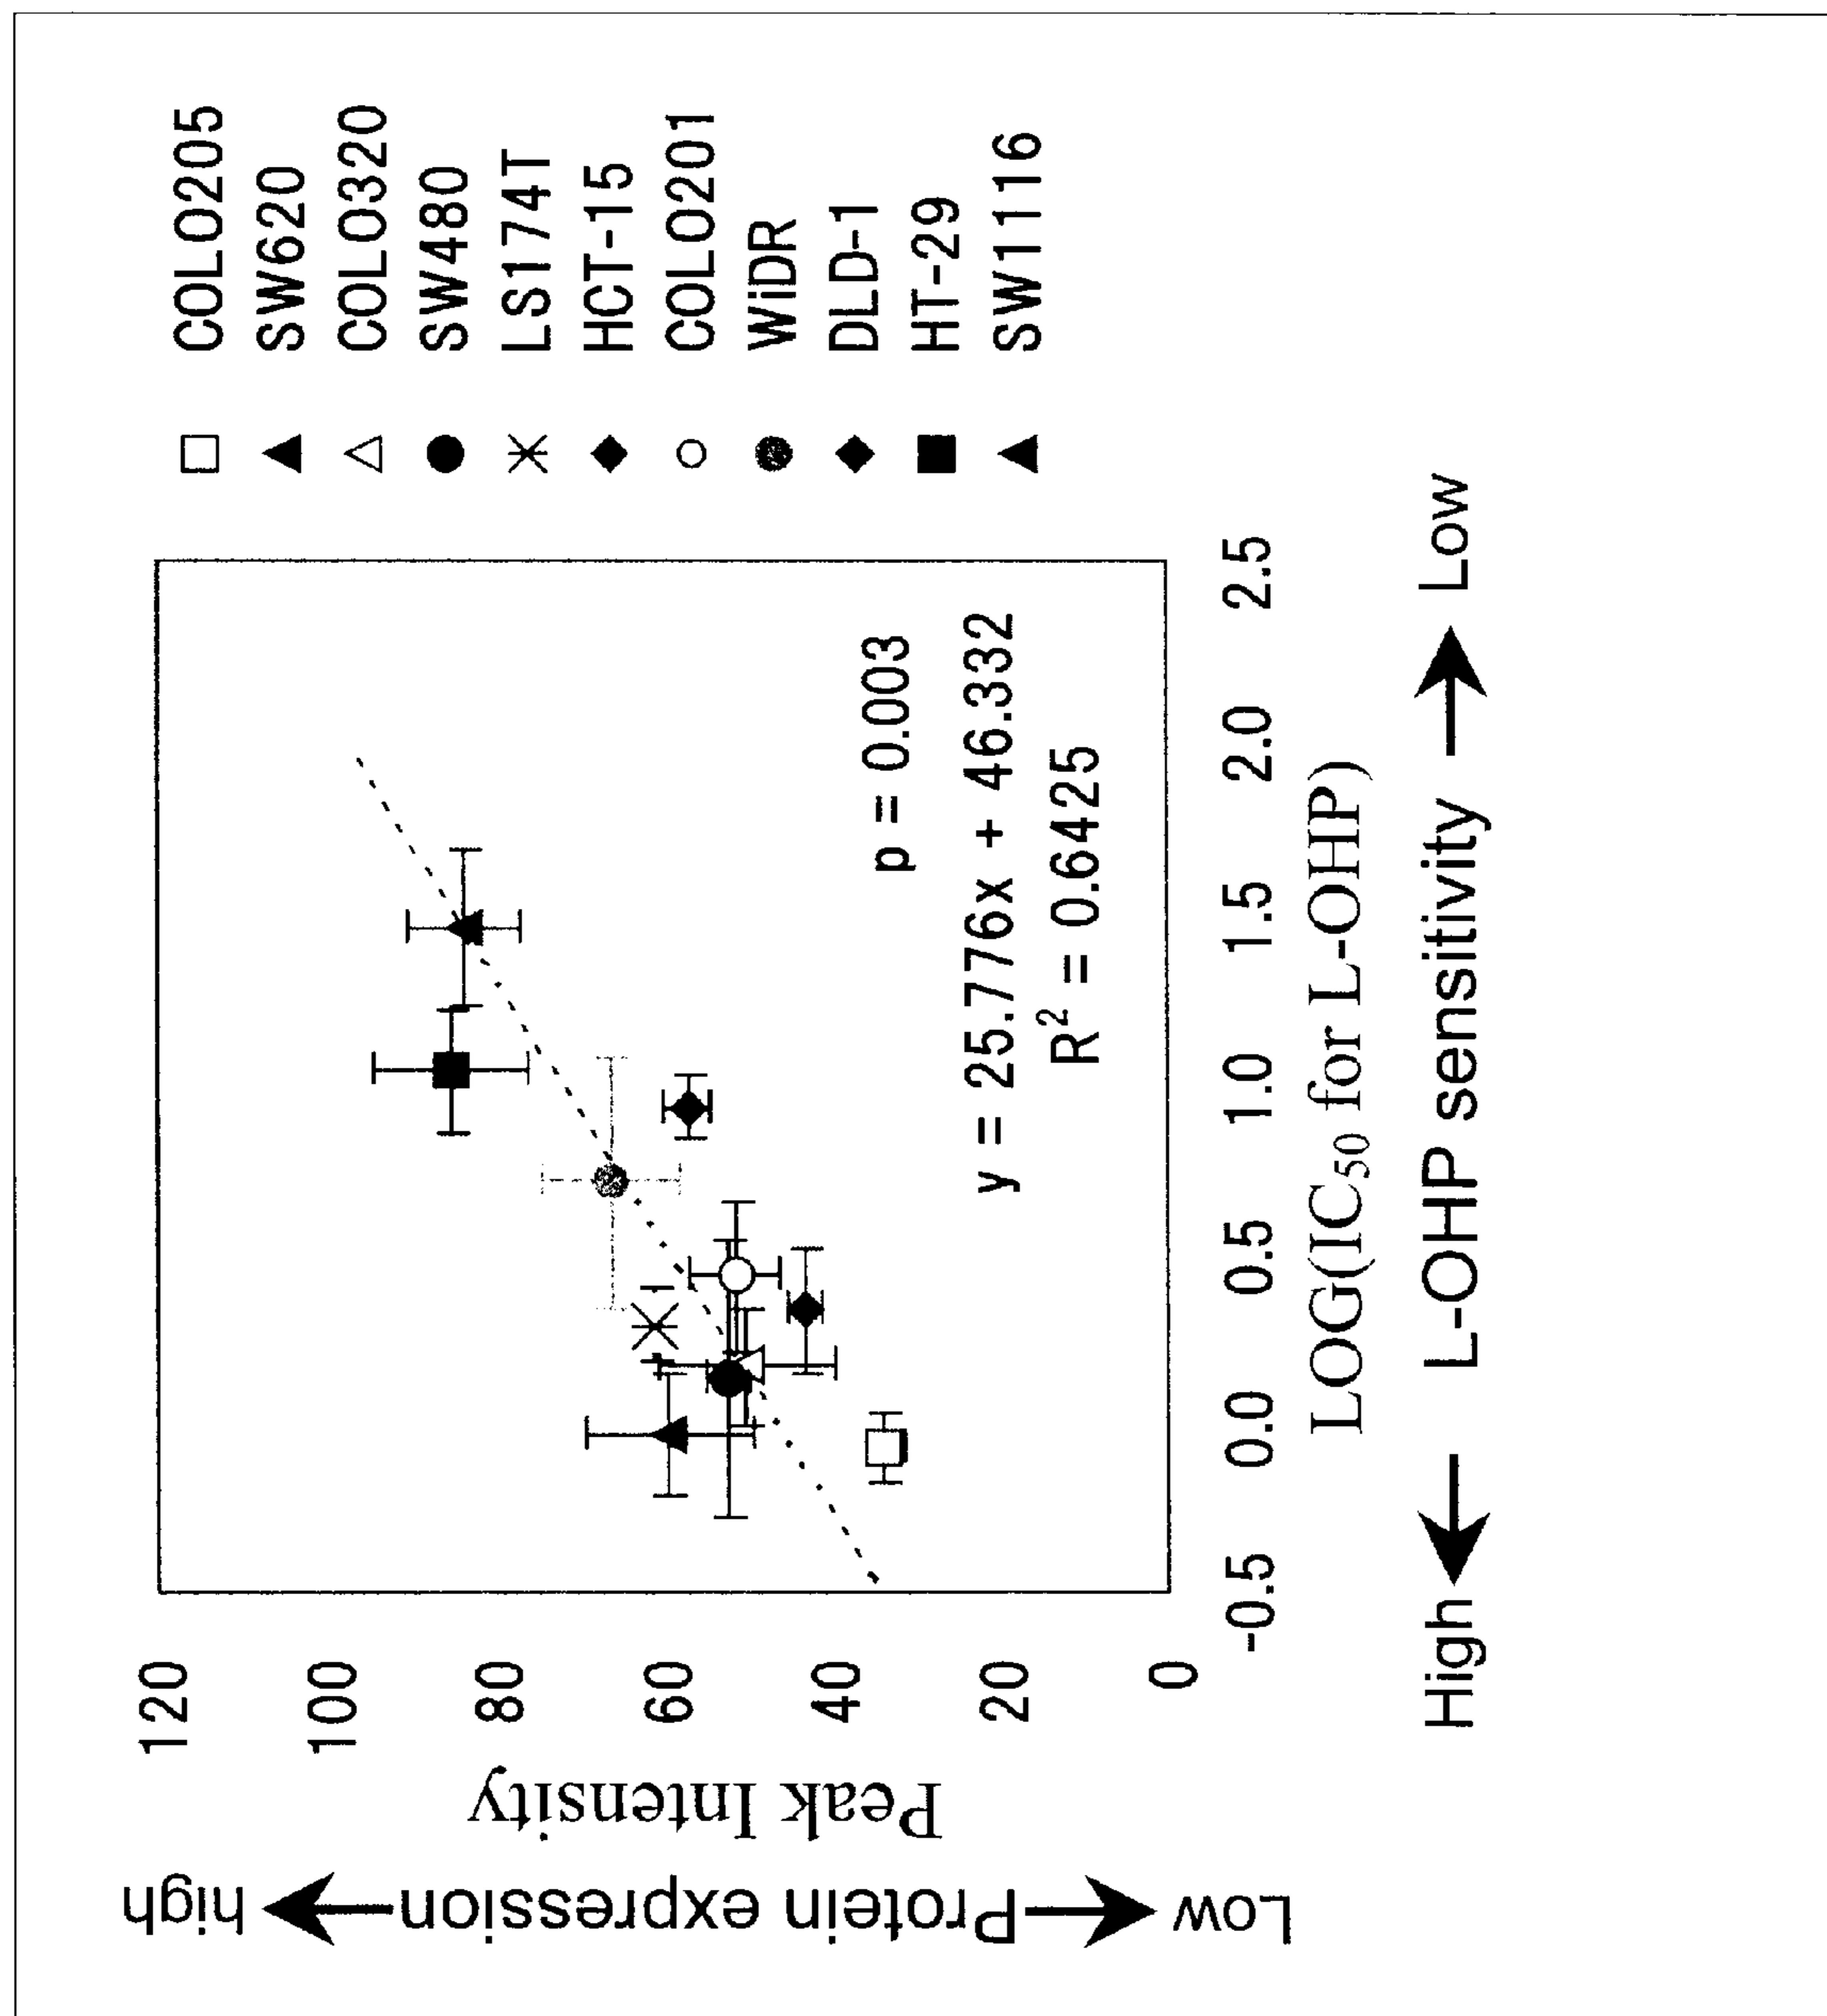 high
Protein expression
Low
Peak Intensity
120
100
80
60
40
20
0
-0.5 0.0 0.5 1.0 1.5 2.0 2.5
p = 0.003
y = 25.776x + 46.332
R² = 0.6425
LOG(IC₅₀ for L-OHP)
High L-OHP sensitivity Low
COLO205
SW620
COLO320
SW480
LS174T
HCT-15
COLO201
WiDR
DLD-1
HT-29
SW1116